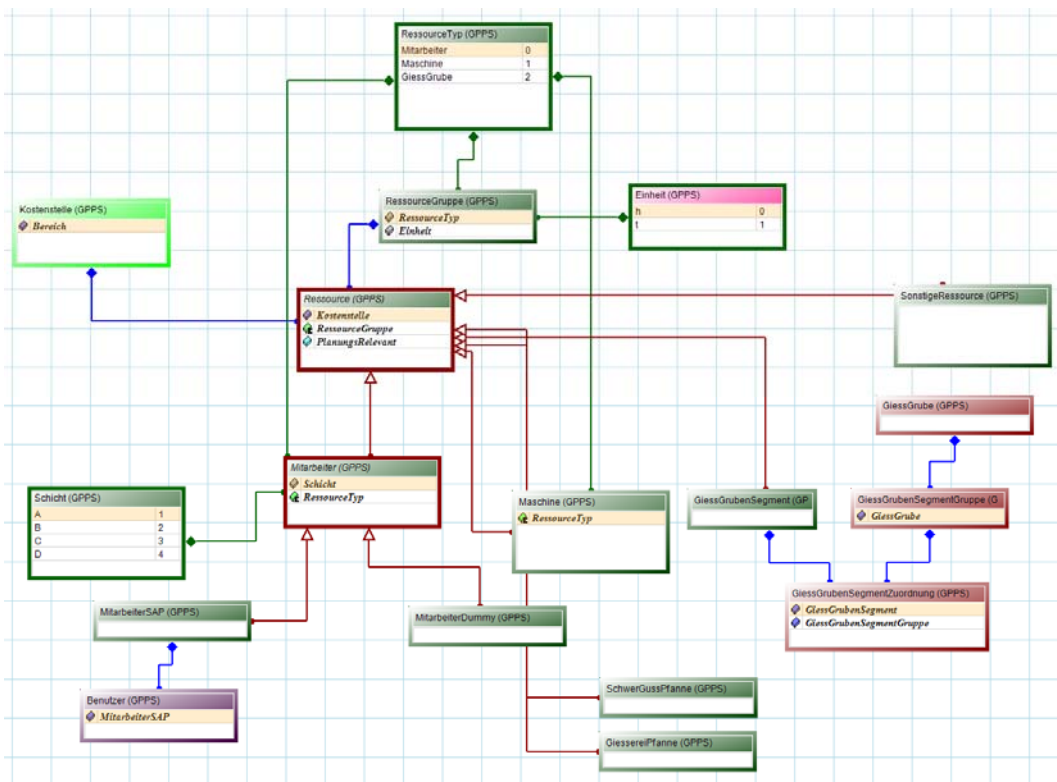 RessourceTyp (GPPS)
Mitarbeiter 0
Maschine 1
GiessGrube 2
RessourceGruppe (GPPS)
RessourceTyp
Einheit
Einheit (GPPS)
h 0
t 1
Kostenstelle (GPPS)
Bereich
Ressource (GPPS)
Kostenstelle
RessourceGruppe
PlanungsRelevant
SonstigeRessource (GPPS)
GiessGrube (GPPS)
Mitarbeiter (GPPS)
Schicht
RessourceTyp
Schicht (GPPS)
A 1
B 2
C 3
D 4
Maschine (GPPS)
RessourceTyp
GiessGrubenSegment (GP
GiessGrubenSegmentGruppe (G
GiessGrube
GiessGrubenSegmentZuordnung (GPPS)
GiessGrubenSegment
GiessGrubenSegmentGruppe
MitarbeiterSAP (GPPS)
MitarbeiterDummy (GPPS)
Benutzer (GPPS)
MitarbeiterSAP
SchwerGussPfanne (GPPS)
GiessereiPfanne (GPPS)